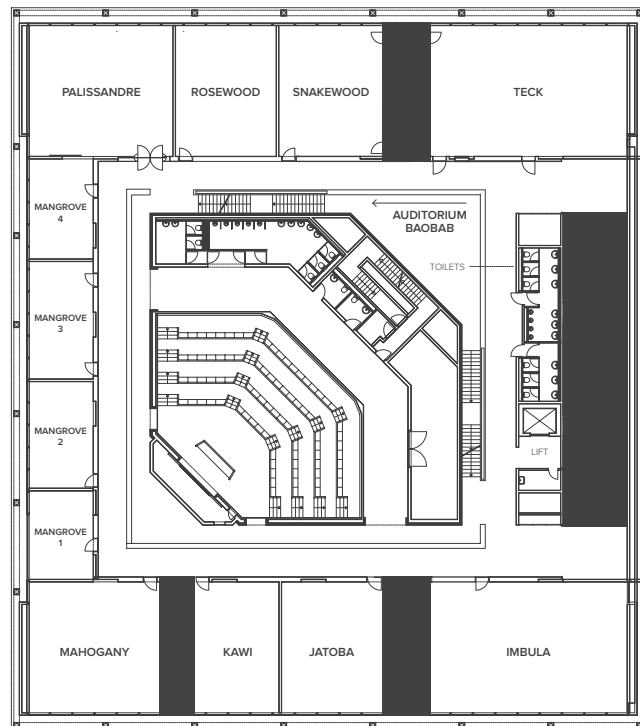 PALISSANDRE
ROSEWOOD
SNAKEWOOD
TECK
MANGROVE
4
AUDITORIUM
BAOBAB
TOILETS
MANGROVE
3
MANGROVE
2
LIFT
MANGROVE
1
MAHOGANY
KAWI
JATOBA
IMBULA